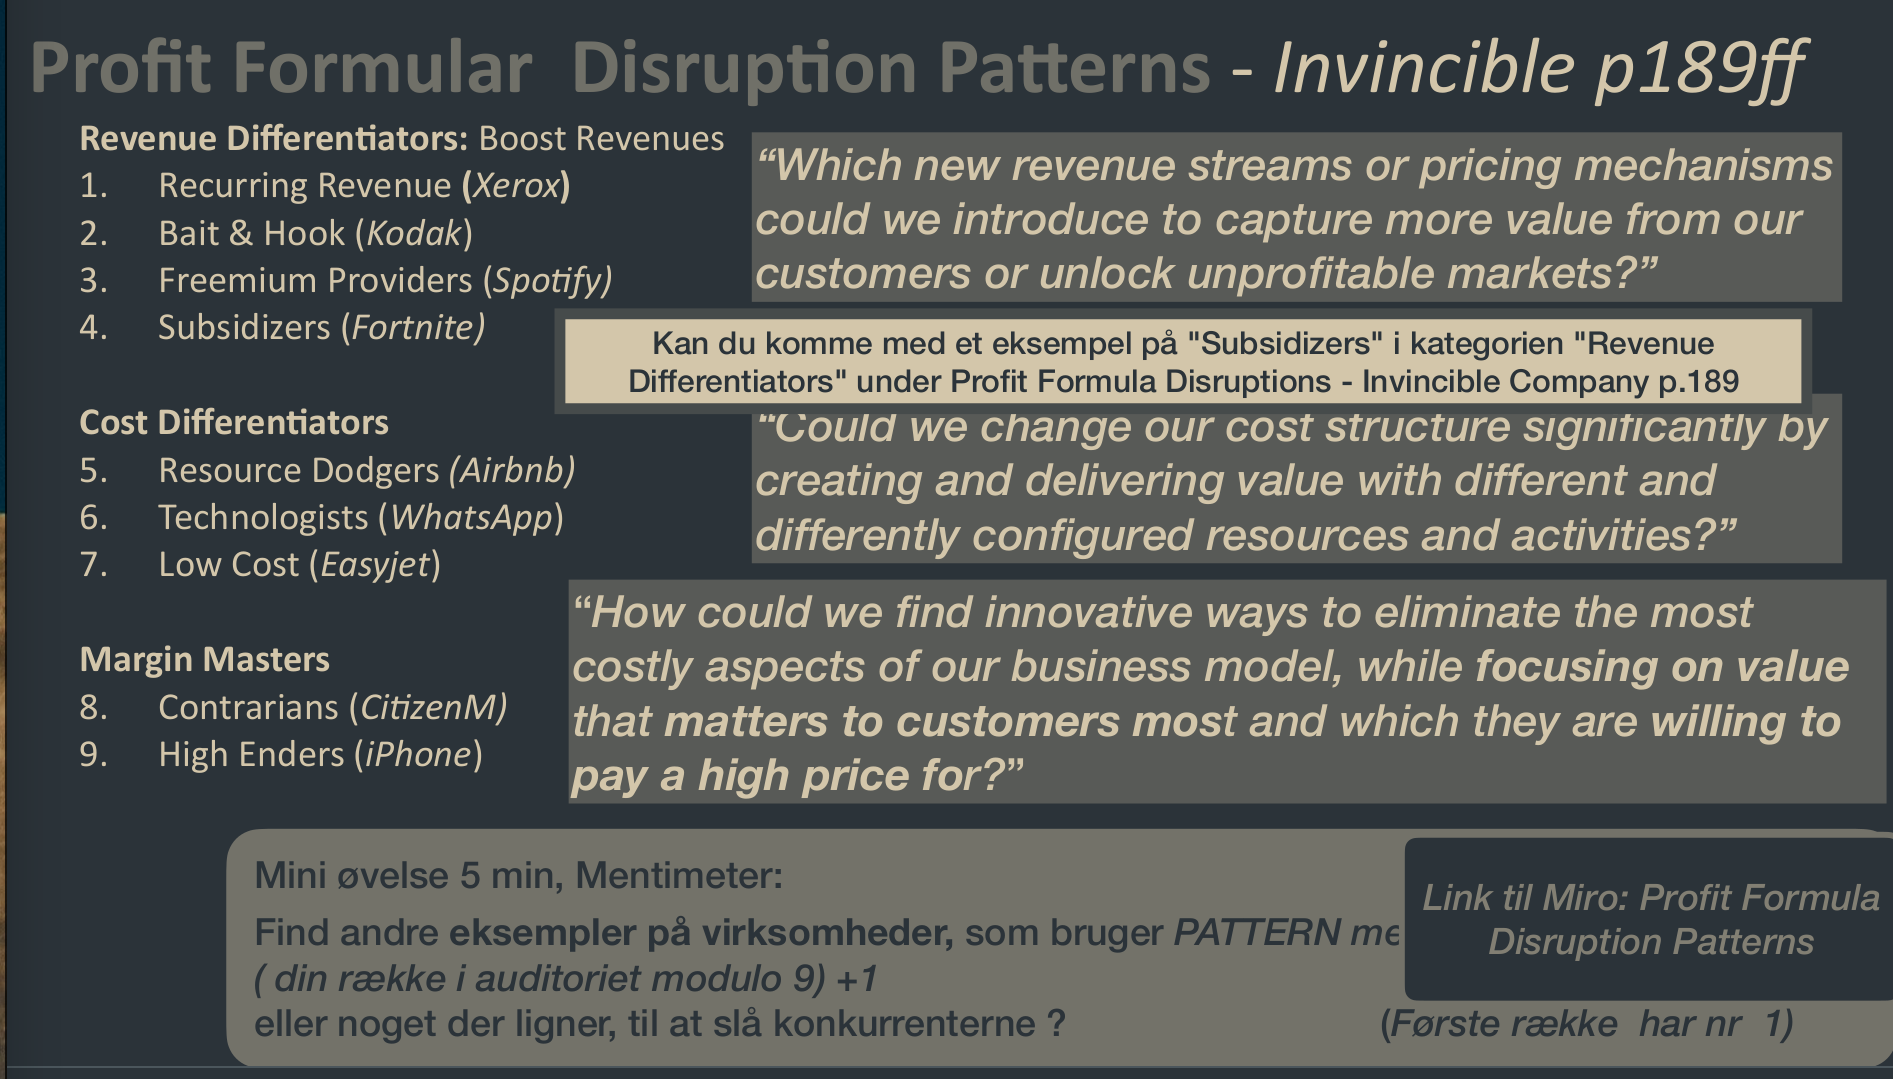 Profit Formular  Disruption Patterns - Invincible p189ff
Revenue Differentiators: Boost Revenues
1. Recurring Revenue (Xerox)
2. Bait & Hook (Kodak)
3. Freemium Providers (Spotify)
4. Subsidizers (Fortnite)
“Which new revenue streams or pricing mechanisms
could we introduce to capture more value from our
customers or unlock unprofitable markets?”
Kan du komme med et eksempel på "Subsidizers" i kategorien "Revenue
Differentiators" under Profit Formula Disruptions - Invincible Company p.189
Cost Differentiators
5. Resource Dodgers (Airbnb)
6. Technologists (WhatsApp)
7. Low Cost (Easyjet)
“Could we change our cost structure significantly by
creating and delivering value with different and
differently configured resources and activities?”
Margin Masters
8. Contrarians (CitizenM)
9. High Enders (iPhone)
“How could we find innovative ways to eliminate the most
costly aspects of our business model, while focusing on value
that matters to customers most and which they are willing to
pay a high price for?”
Mini øvelse 5 min, Mentimeter:
Find andre eksempler på virksomheder, som bruger PATTERN me
( din række i auditoriet modulo 9) +1
eller noget der ligner, til at slå konkurrenterne ? (Første række  har nr  1)
Link til Miro: Profit Formula
Disruption Patterns